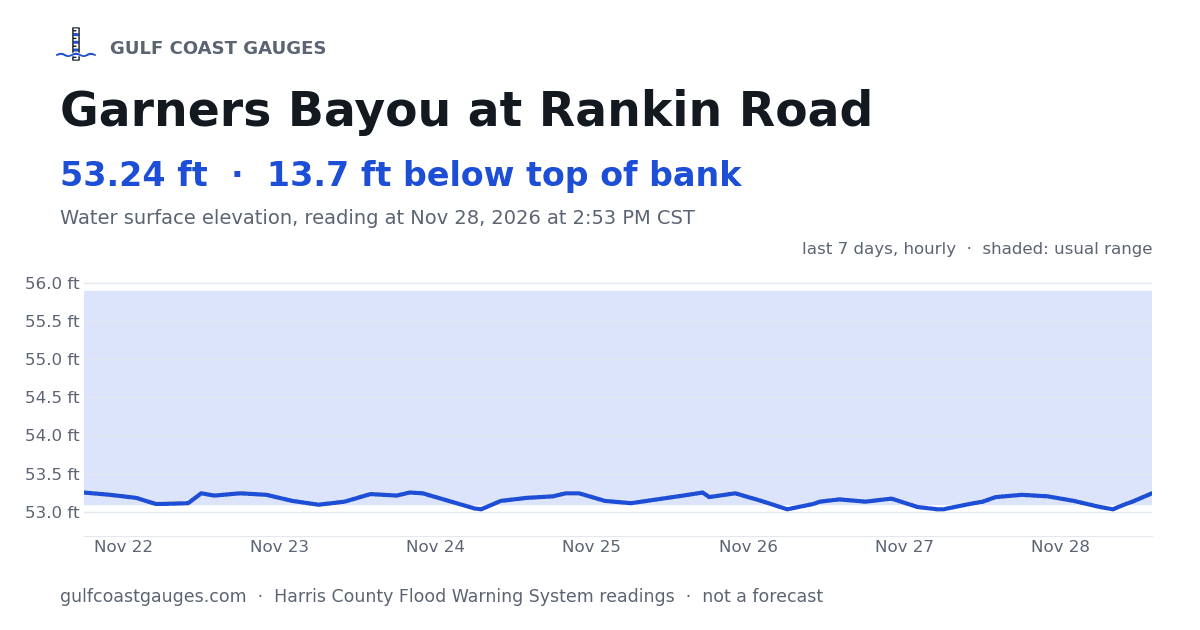 GULF COAST GAUGES
Garners Bayou at Rankin Road
53.24 ft · 13.7 ft below top of bank
Water surface elevation, reading at Nov 28, 2026 at 2:53 PM CST
last 7 days, hourly · shaded: usual range
56.0 ft
55.5 ft
55.0 ft
54.5 ft
54.0 ft
53.5 ft
53.0 ft
Nov 22 Nov 23 Nov 24 Nov 25 Nov 26 Nov 27 Nov 28
gulfcoastgauges.com · Harris County Flood Warning System readings · not a forecast